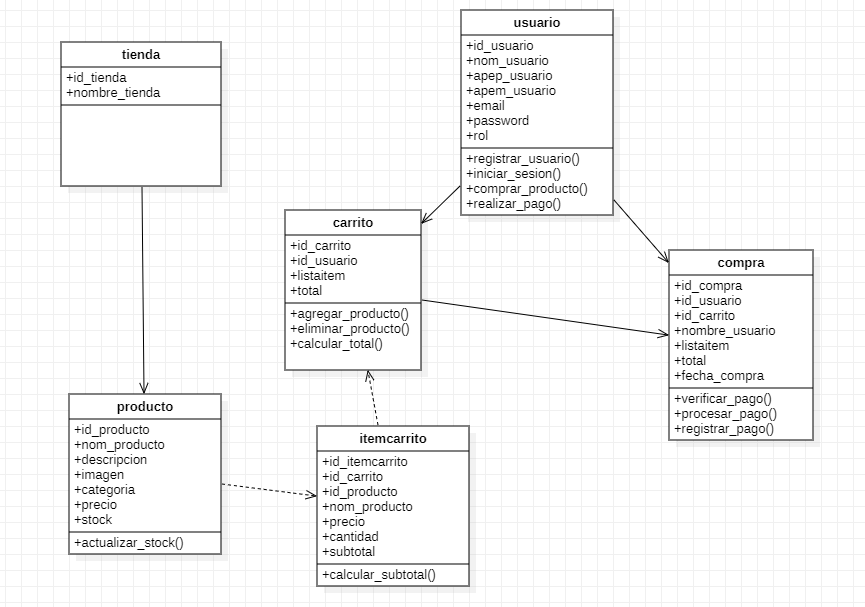 tienda
+id_tienda
+nombre_tienda
usuario
+id_usuario
+nom_usuario
+apep_usuario
+apem_usuario
+email
+password
+rol
+registrar_usuario()
+iniciar_sesion()
+comprar_producto()
+realizar_pago()
carrito
+id_carrito
+id_usuario
+listaitem
+total
+agregar_producto()
+eliminar_producto()
+calcular_total()
compra
+id_compra
+id_usuario
+id_carrito
+nombre_usuario
+listaitem
+total
+fecha_compra
+verificar_pago()
+procesar_pago()
+registrar_pago()
producto
+id_producto
+nom_producto
+descripcion
+imagen
+categoria
+precio
+stock
+actualizar_stock()
itemcarrito
+id_itemcarrito
+id_carrito
+id_producto
+nom_producto
+precio
+cantidad
+subtotal
+calcular_subtotal()